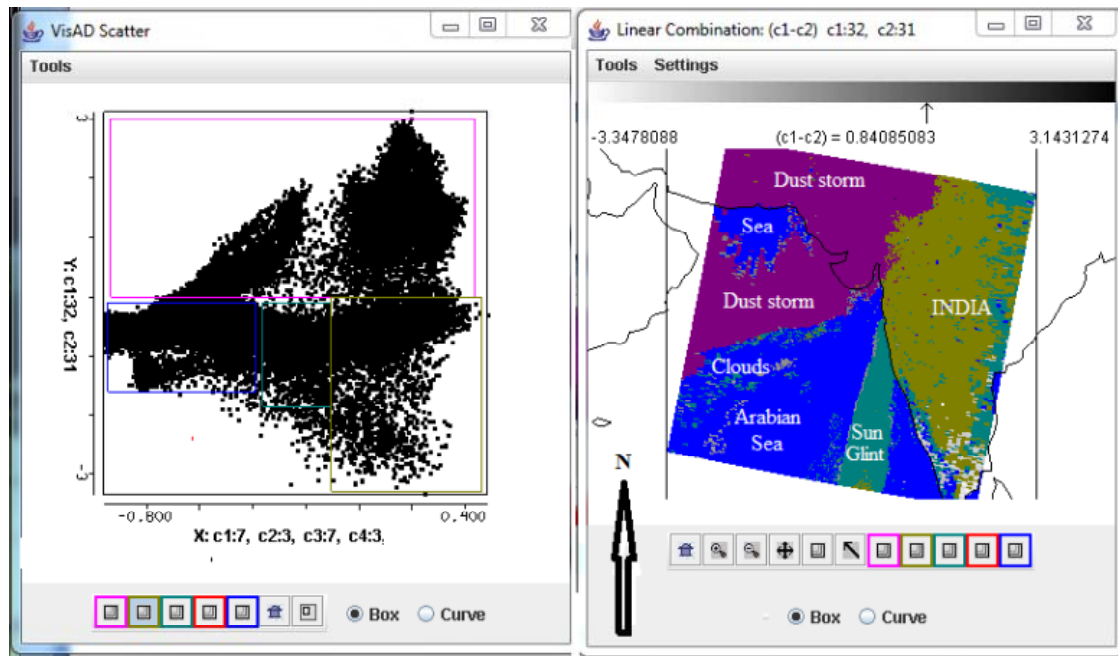 VisAD Scatter
Tools
3
Y: c1:32, c2:31
-3
-0.800
0.400
X: c1:7, c2:3, c3:7, c4:3,
Box
Curve
Linear Combination: (c1-c2) c1:32, c2:31
Tools Settings
-3.3478088
(c1-c2) = 0.84085083
3.1431274
Dust storm
Sea
Dust storm
INDIA
Clouds
Arabian
Sea
Sun
Glint
N
Box
Curve